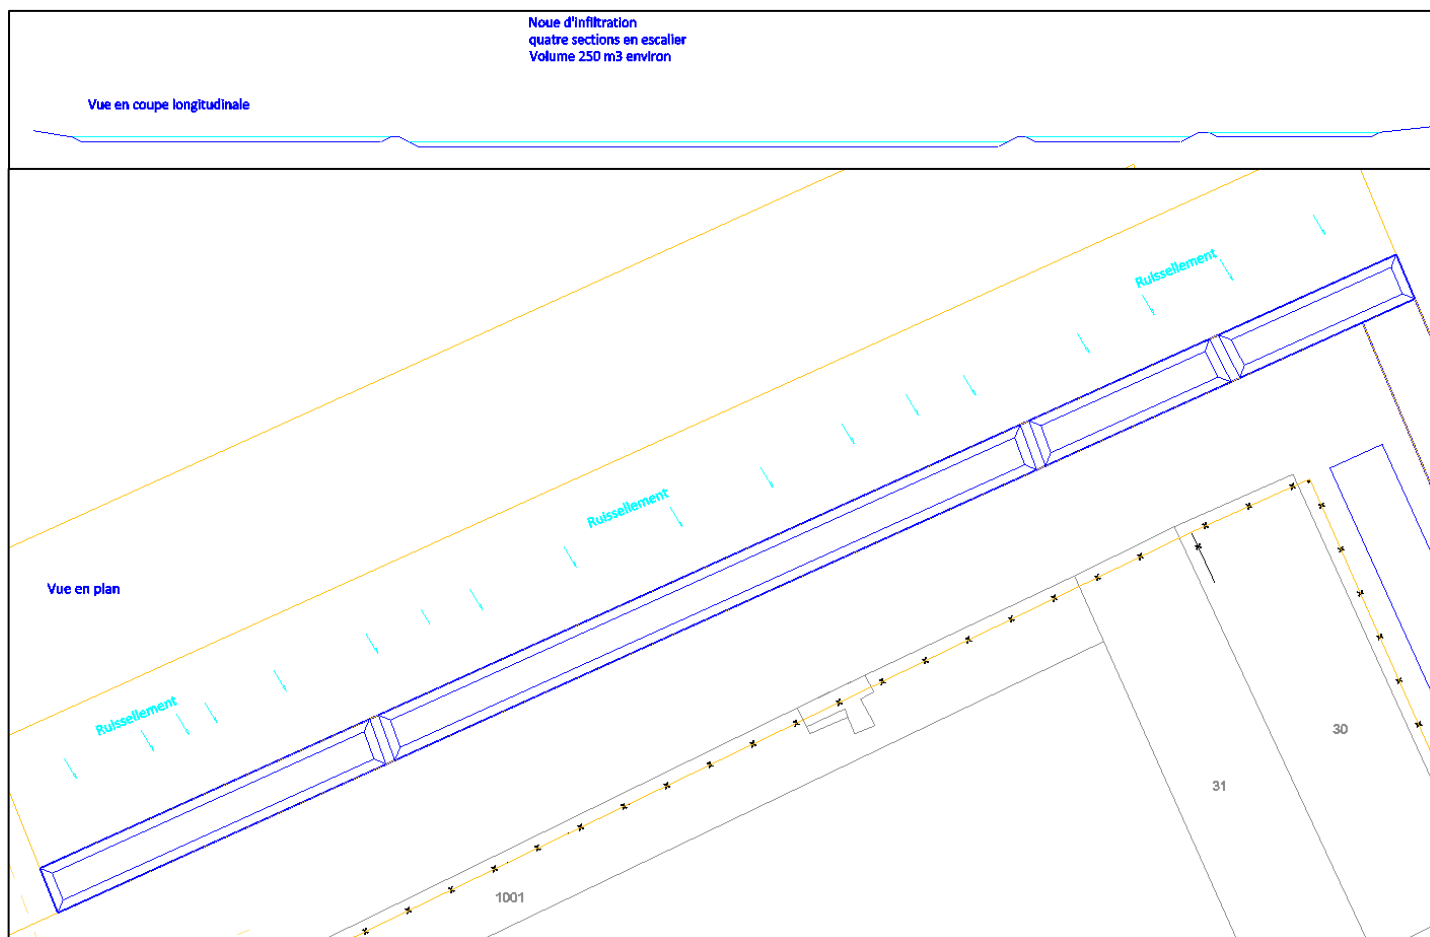 Noue d'infiltration
quatre sections en escalier
Volume 250 m3 environ
Vue en coupe longitudinale
Ruissellement
Ruissellement
Vue en plan
Ruissellement
30
31
1001